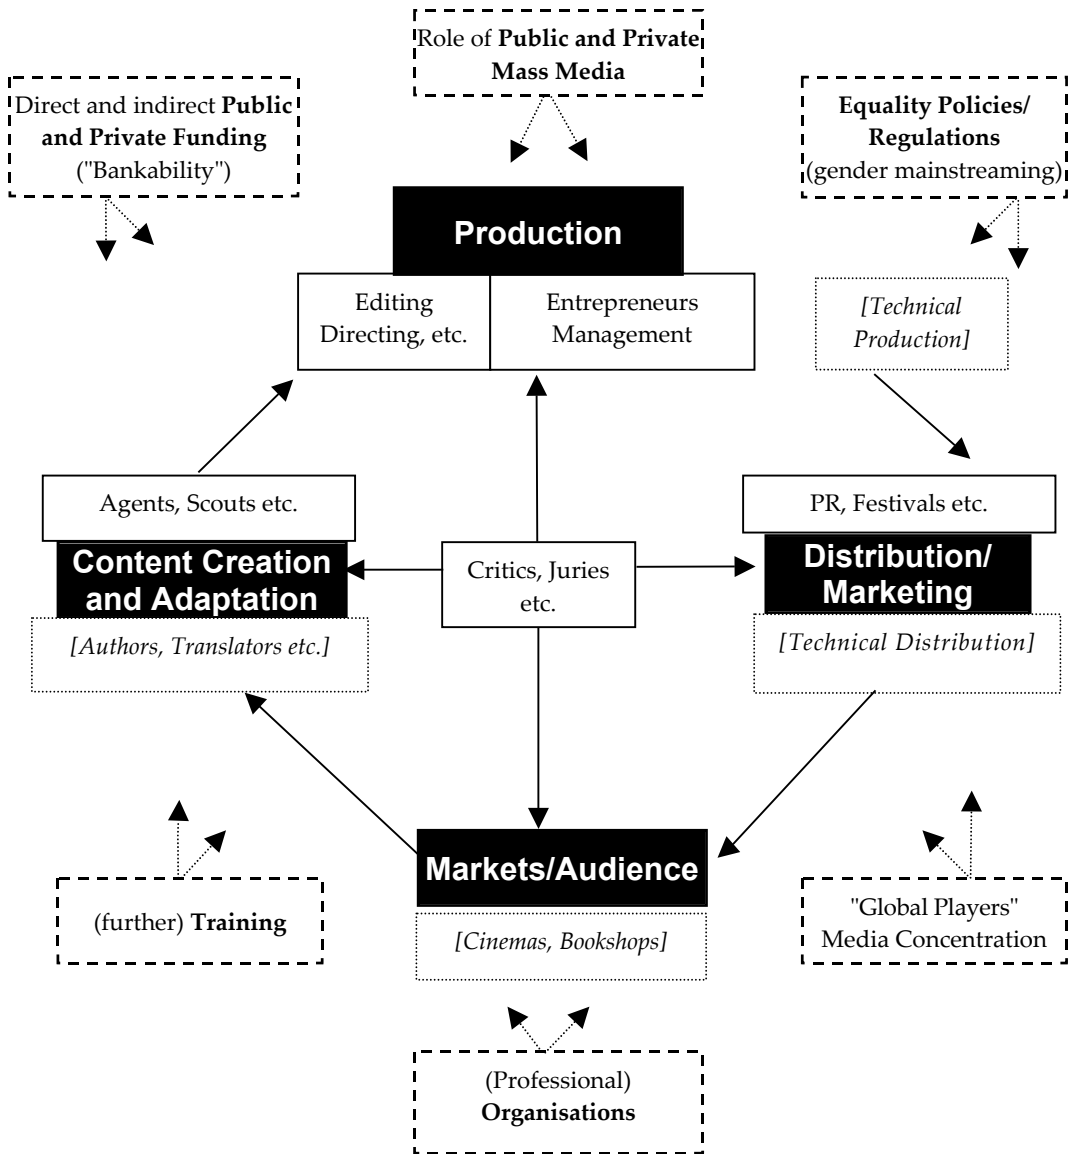 Role of Public and Private
Mass Media
Direct and indirect Public
and Private Funding
("Bankability")
Equality Policies/
Regulations
(gender mainstreaming)
Production
Editing
Directing, etc.
Entrepreneurs
Management
[Technical
Production]
Agents, Scouts etc.
Content Creation
and Adaptation
[Authors, Translators etc.]
Critics, Juries
etc.
PR, Festivals etc.
Distribution/
Marketing
[Technical Distribution]
Markets/Audience
[Cinemas, Bookshops]
(further) Training
"Global Players"
Media Concentration
(Professional)
Organisations